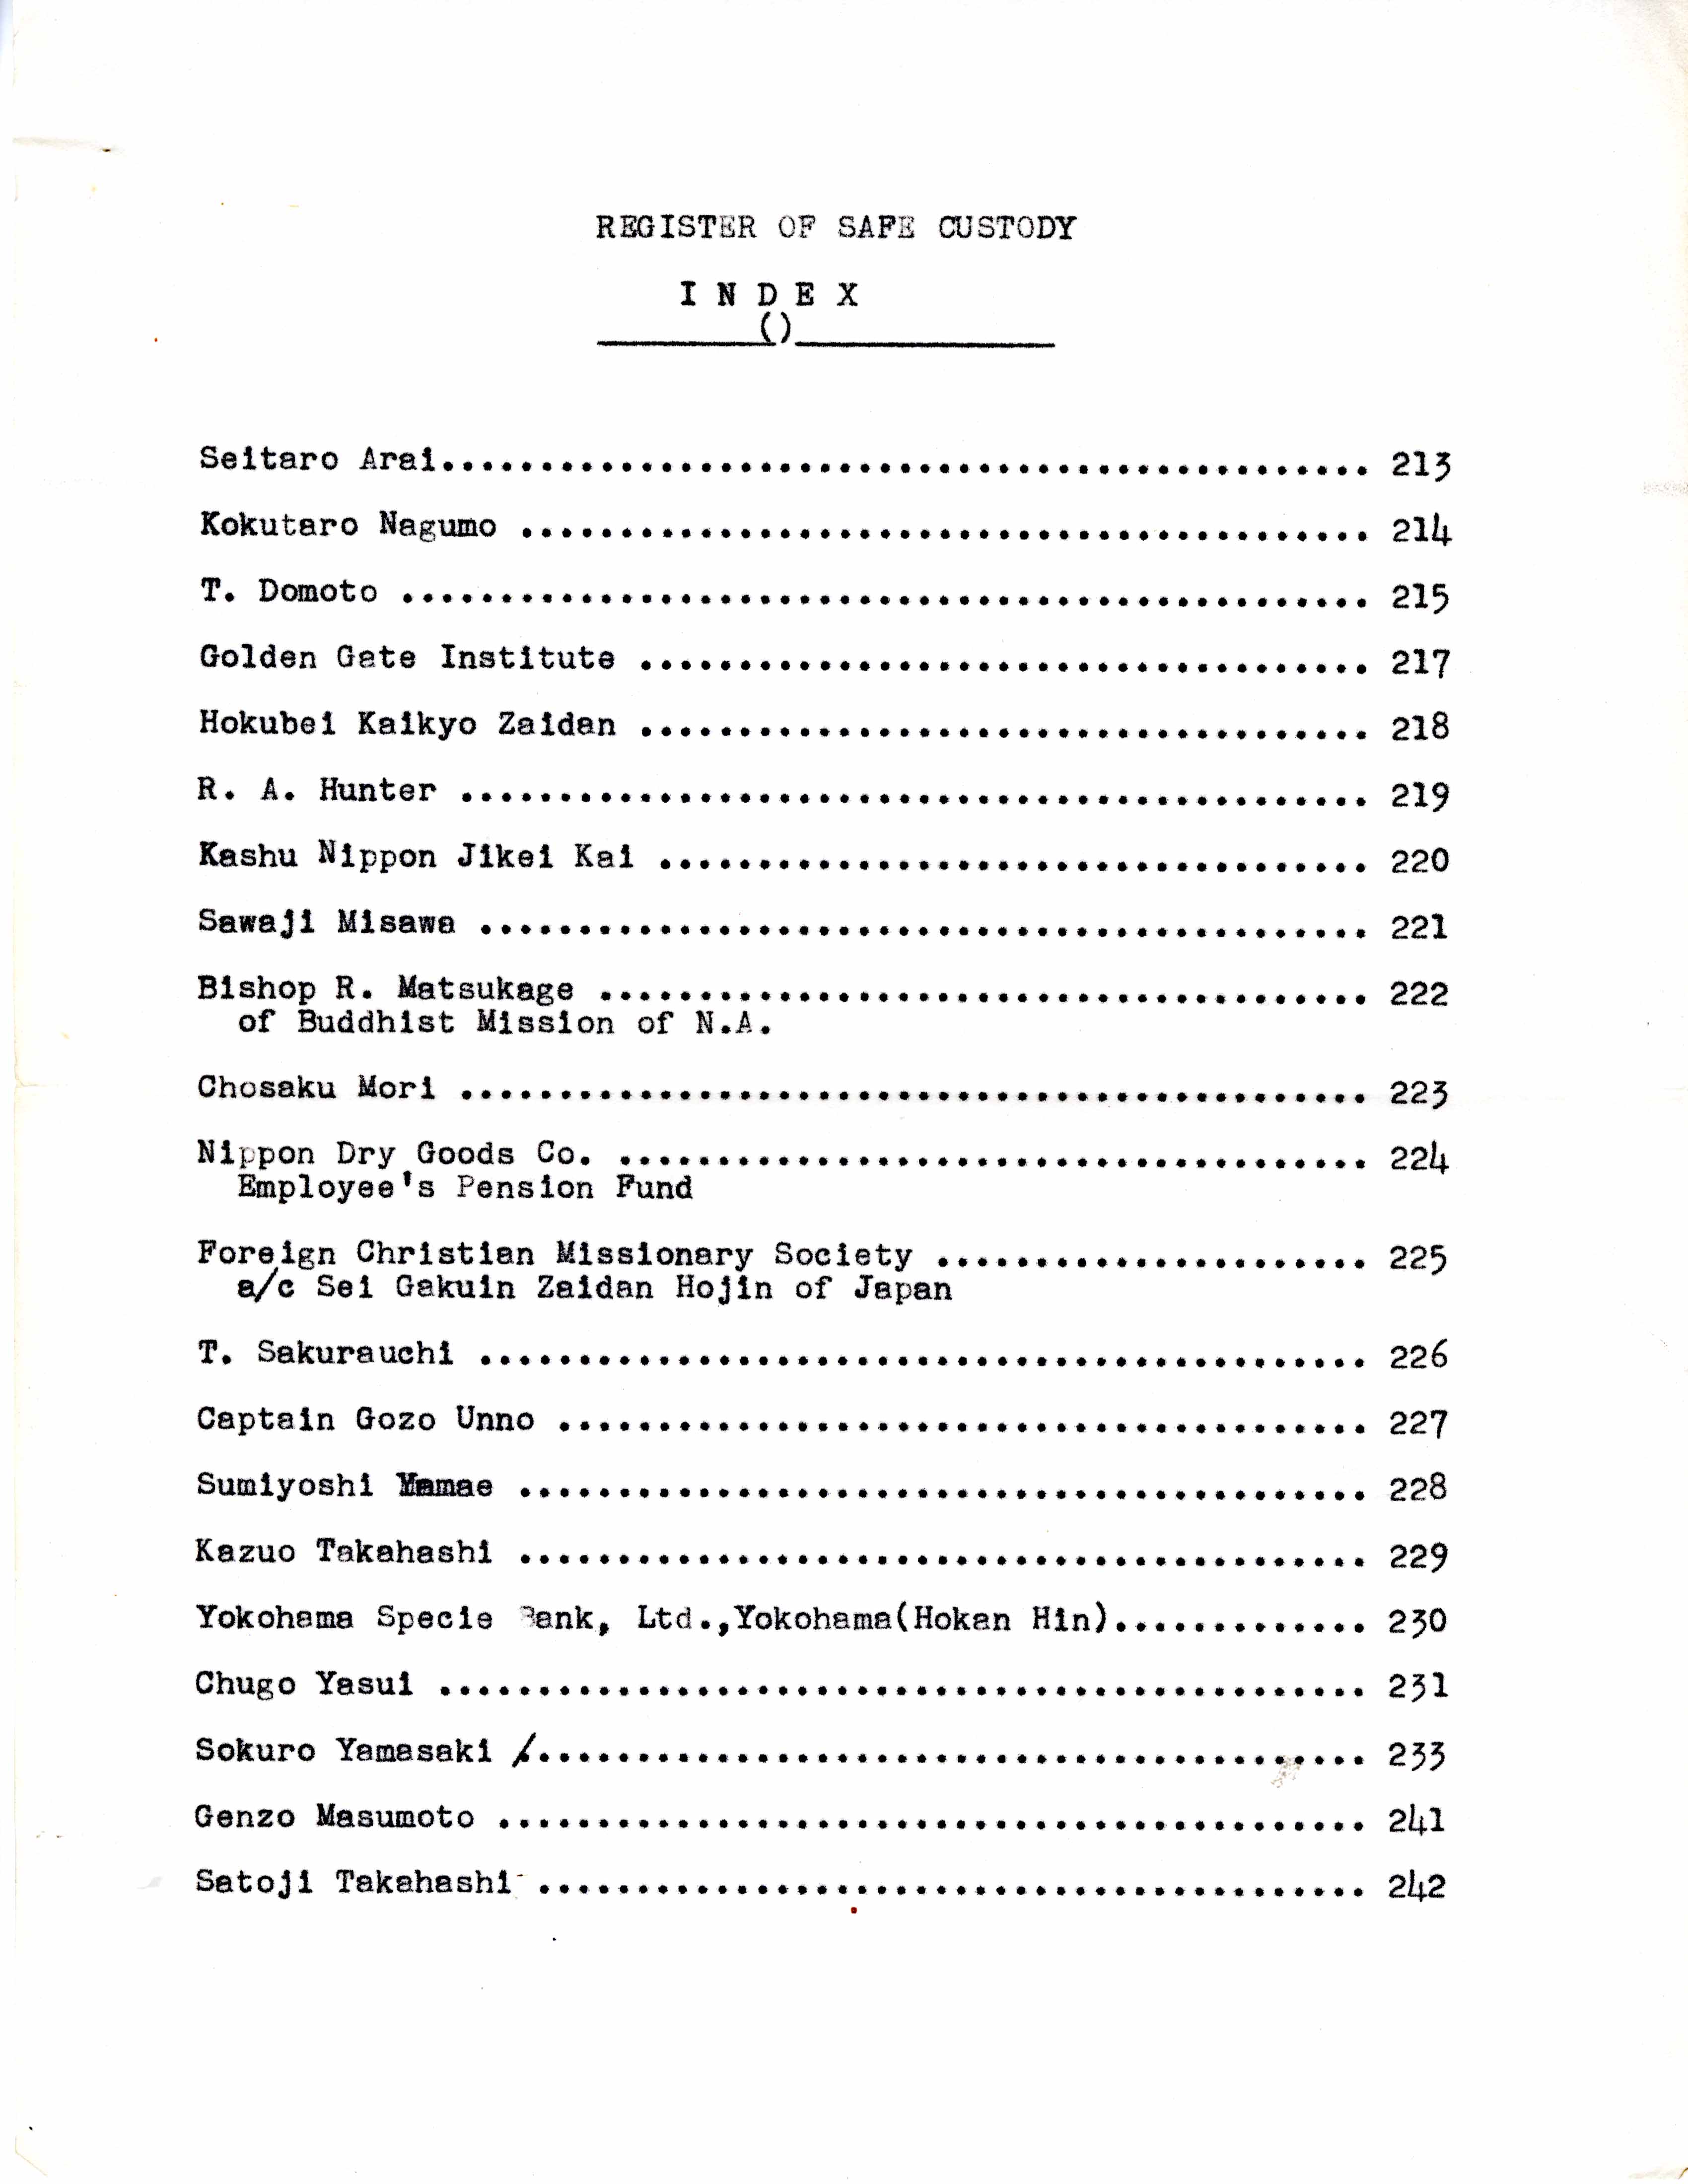 REGISTER OF SAFE CUSTODY
I N D E X
()
Seitaro Arai............................................... 213
Kokutaro Nagumo ........................................... 214
T. Domoto ................................................. 215
Golden Gate Institute ..................................... 217
Hokubei Kaikyo Zaidan ..................................... 218
R. A. Hunter .............................................. 219
Kashu Nippon Jikei Kai .................................... 220
Sawaji Misawa ............................................. 221
Bishop R. Matsukage ....................................... 222
of Buddhist Mission of N.A.
Chosaku Mori .............................................. 223
Nippon Dry Goods Co. ...................................... 224
Employee's Pension Fund
Foreign Christian Missionary Society ...................... 225
a/c Sei Gakuin Zaidan Hojin of Japan
T. Sakurauchi ............................................. 226
Captain Gozo Unno ......................................... 227
Sumiyoshi ........................................... 228
Kazuo Takahashi ........................................... 229
Yokohama Specie Bank, Ltd.,Yokohama(Hokan Hin)............. 230
Chugo Yasui ............................................... 231
Sokuro Yamasaki /.......................................... 233
Genzo Masumoto ............................................ 241
Satoji Takahashi .......................................... 242